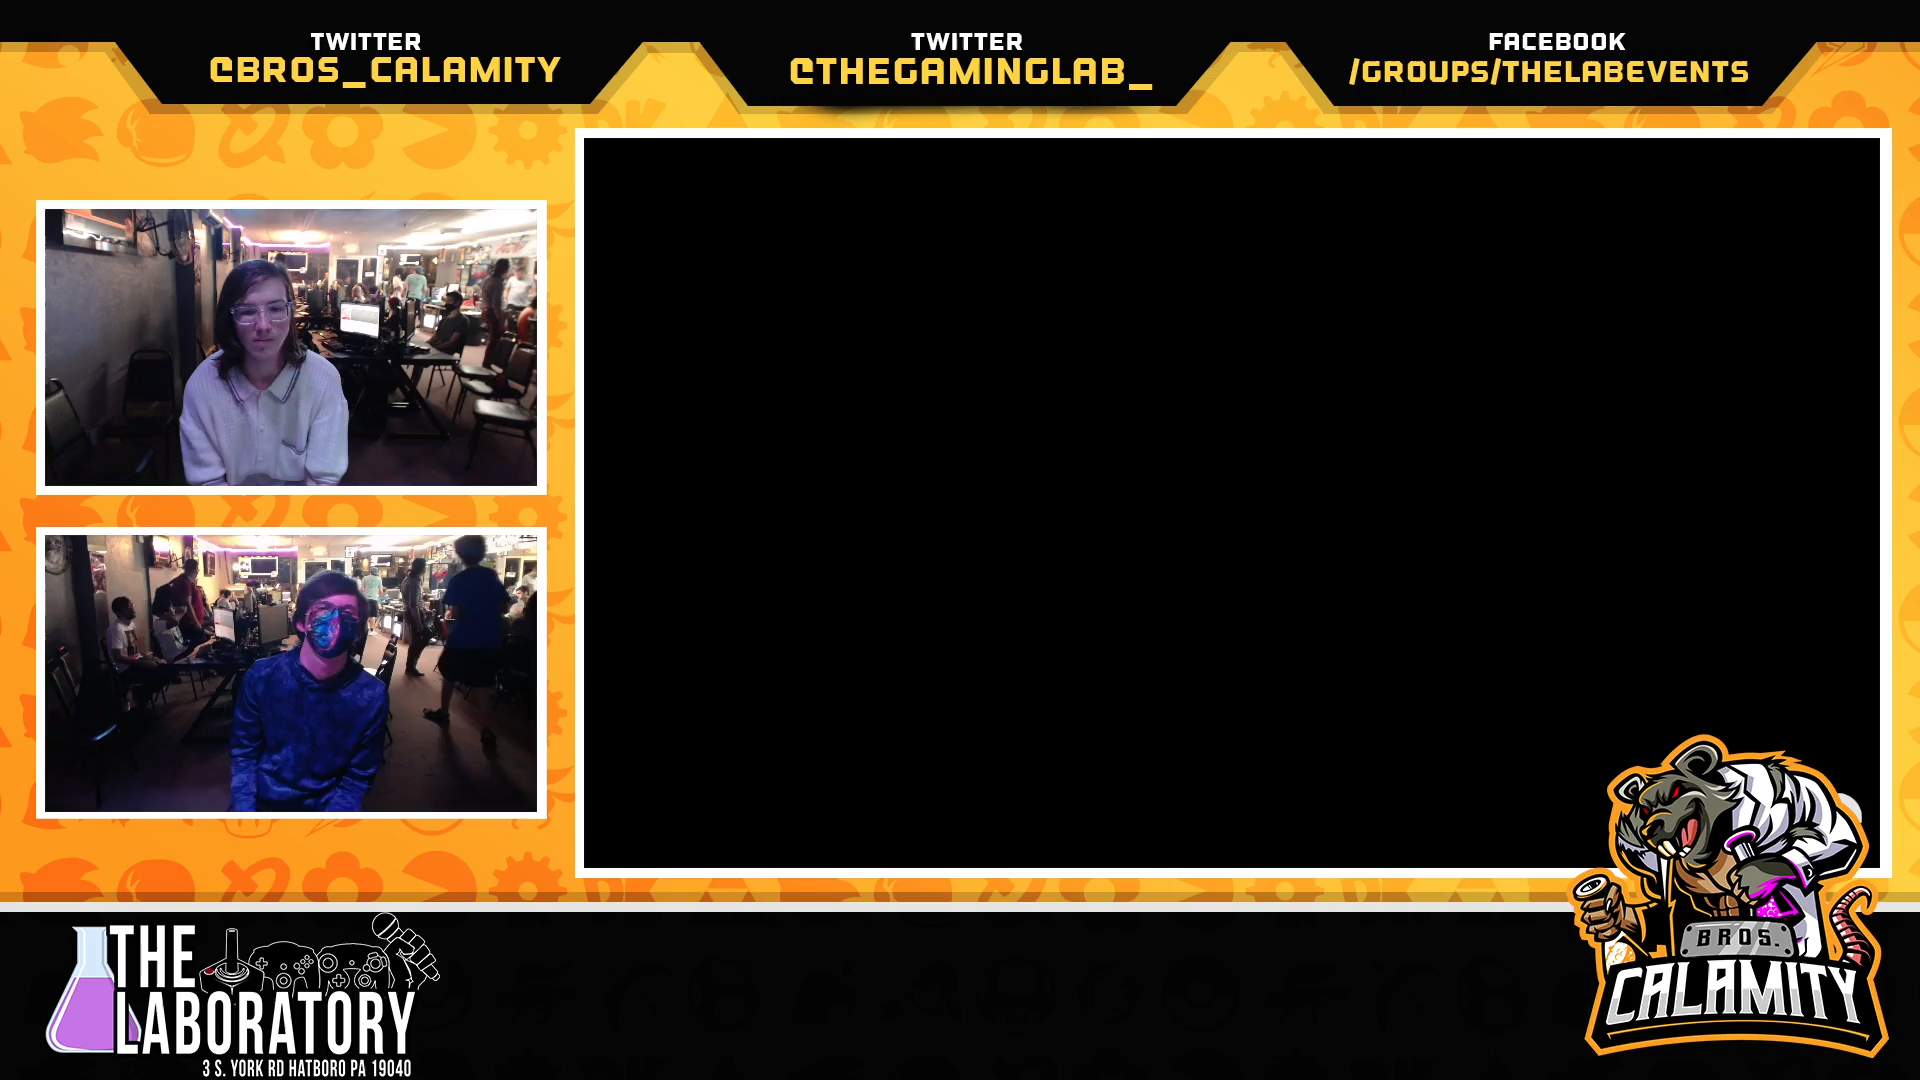 TWITTER
@BROS_CALAMITY
TWITTER
@THEGAMINGLAB_
FACEBOOK
/GROUPS/THELABEVENTS
THE
LABORATORY
3 S. YORK RD HATBORO PA 19040
BROS.
CALAMITY